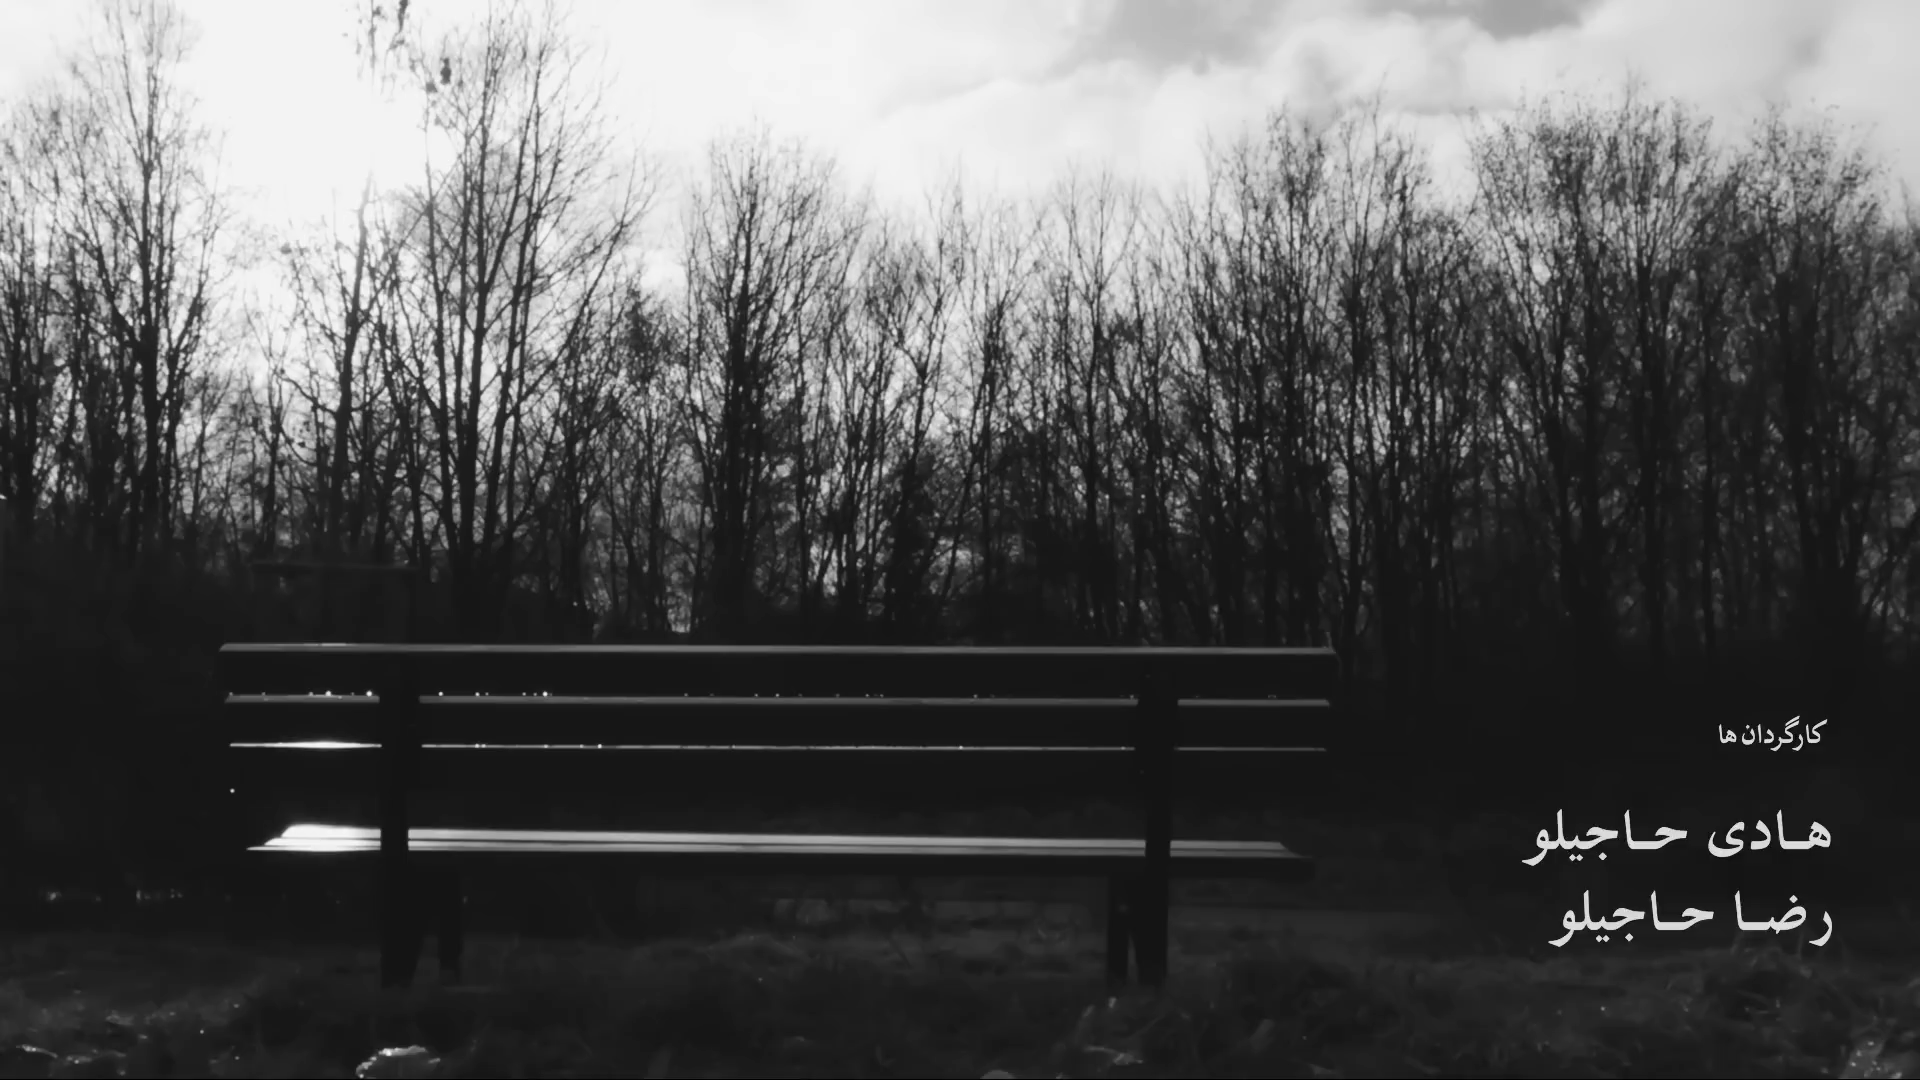 کارگردان ها
هادی حاجیلو
رضا حاجیلو